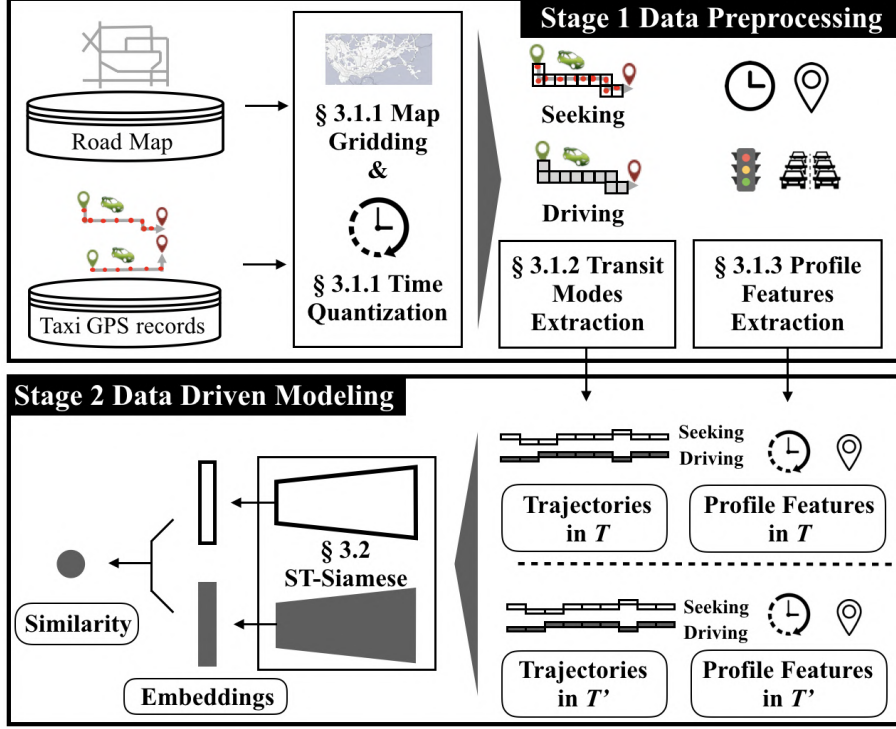 Stage 1 Data Preprocessing
Road Map
Taxi GPS records
§ 3.1.1 Map
Gridding
&
§ 3.1.1 Time
Quantization
Seeking
Driving
§ 3.1.2 Transit
Modes
Extraction
§ 3.1.3 Profile
Features
Extraction
Stage 2 Data Driven Modeling
Seeking
Driving
Trajectories
in T
Profile Features
in T
Seeking
Driving
Trajectories
in T’
Profile Features
in T’
§ 3.2
ST-Siamese
Embeddings
Similarity